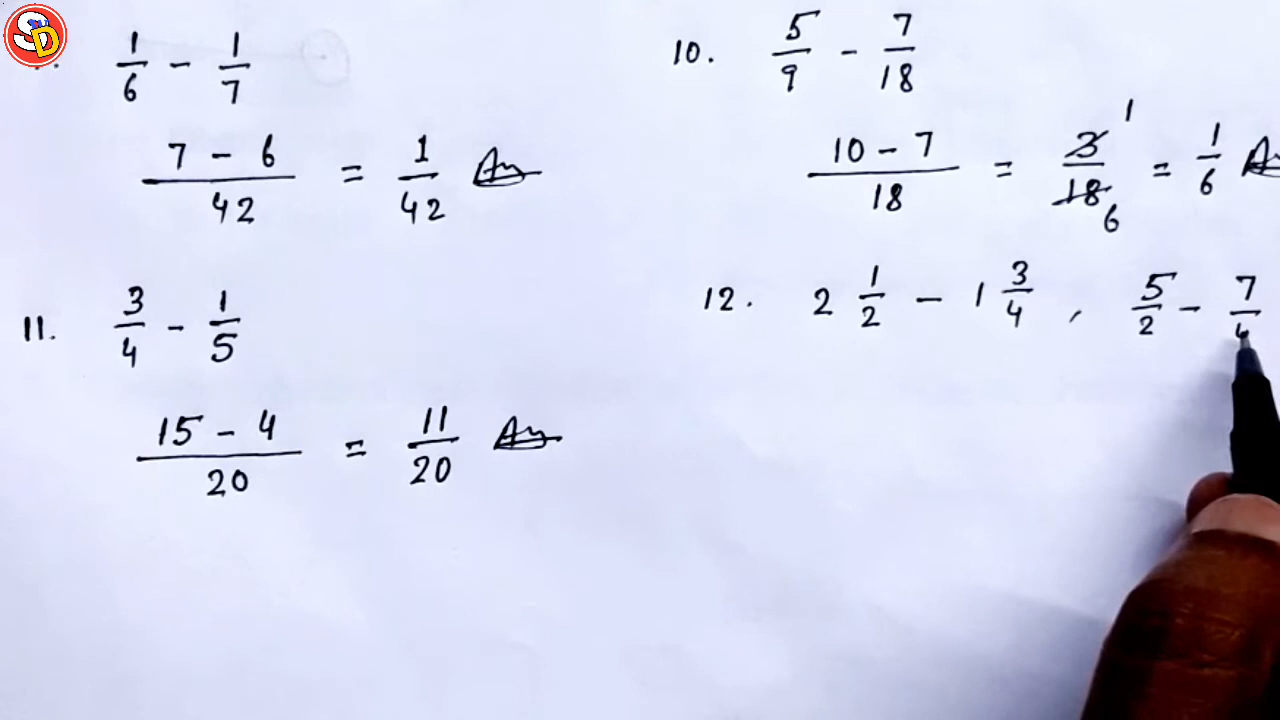 SD
1/6 - 1/7
(7 - 6)/42 = 1/42 Ans
10. 5/9 - 7/18
(10 - 7)/18 = 3/18 1 6 = 1/6
11. 3/4 - 1/5
(15 - 4)/20 = 11/20 Ans
12. 2 1/2 - 1 3/4 , 5/2 - 7/4